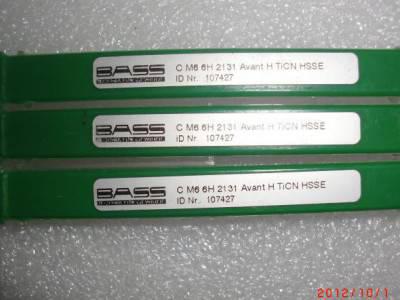 BASS
C M6 6H 2131 Avant H TiCN HSSE
ID Nr. 107427
BASS
C M6 6H 2131 Avant H TiCN HSSE
ID Nr. 107427
BASS
C M6 6H 2131 Avant H TiCN HSSE
ID Nr. 107427
2012/10/1